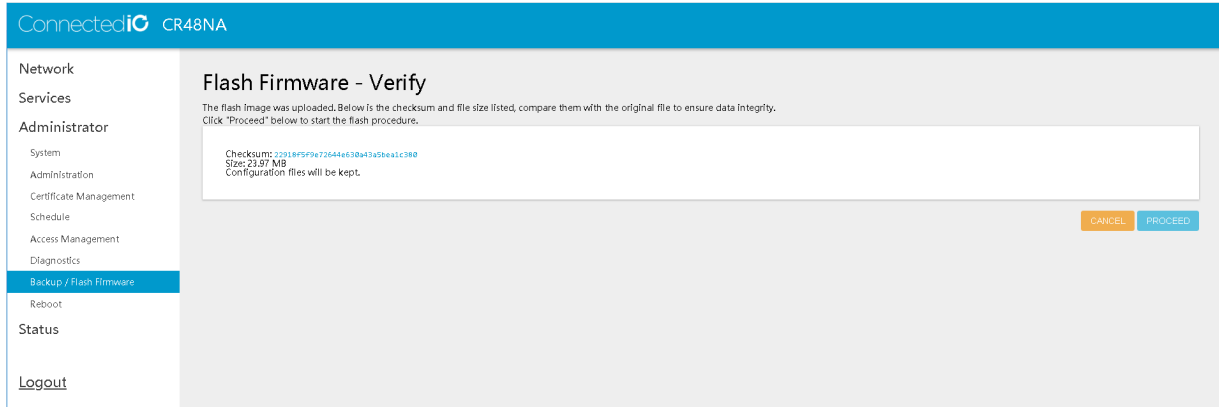 ConnectediO CR48NA
Network
Services
Administrator
System
Administration
Certificate Management
Schedule
Access Management
Diagnostics
Backup / Flash Firmware
Reboot
Status
Logout
Flash Firmware - Verify
The flash image was uploaded. Below is the checksum and file size listed, compare them with the original file to ensure data integrity.
Click "Proceed" below to start the flash procedure.
Checksum: 22918f5f9e72644e630a43a5bea1c380
Size: 23.97 MB
Configuration files will be kept.
CANCEL PROCEED